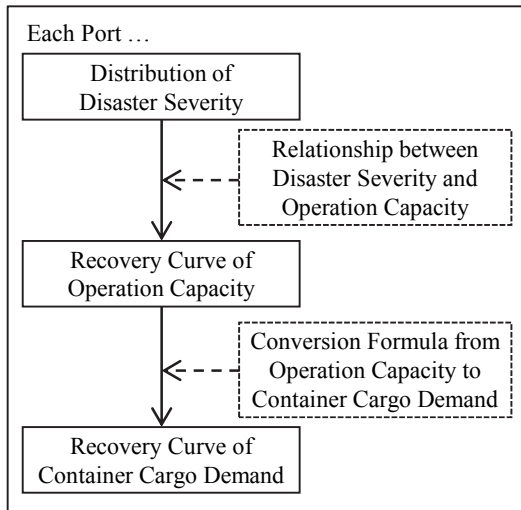 Each Port …
Distribution of
Disaster Severity
Relationship between
Disaster Severity and
Operation Capacity
Recovery Curve of
Operation Capacity
Conversion Formula from
Operation Capacity to
Container Cargo Demand
Recovery Curve of
Container Cargo Demand